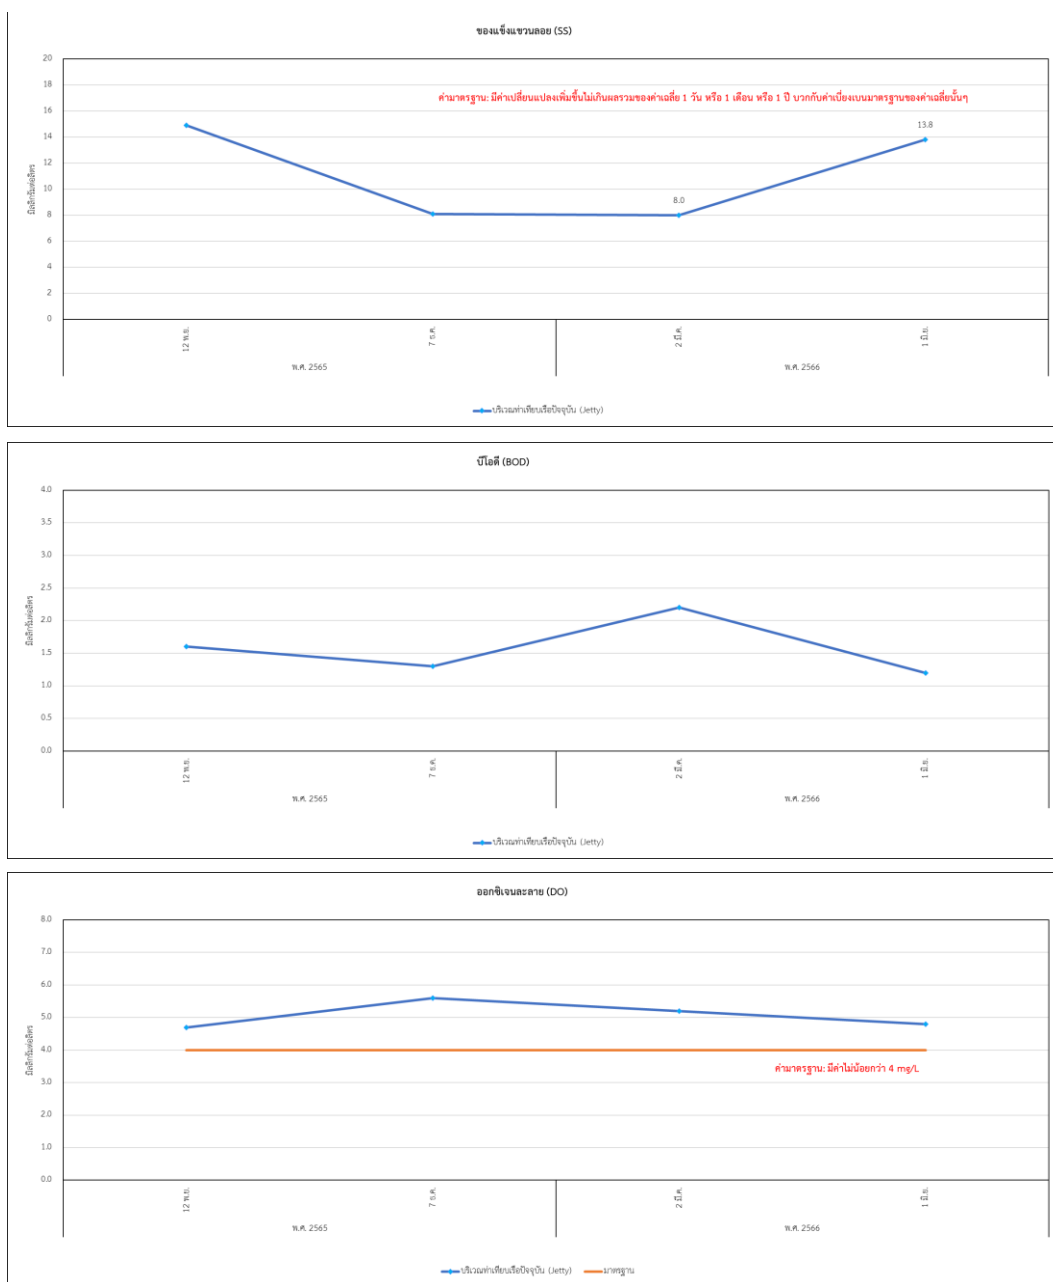 ของแข็งแขวนลอย (SS)
20
18
ค่ามาตรฐาน: มีค่าเปลี่ยนแปลงเพิ่มขึ้นไม่เกินผลรวมของค่าเฉลี่ย 1 วัน หรือ 1 เดือน หรือ 1 ปี บวกกับค่าเบี่ยงเบนมาตรฐานของค่าเฉลี่ยนั้นๆ
16
13.8
14
12
มิลลิกรัมต่อลิตร
10
8.0
8
6
4
2
0
12 พ.ย.
7 ธ.ค.
2 มี.ค.
1 มิ.ย.
พ.ศ. 2565
พ.ศ. 2566
บริเวณท่าเทียบเรือปัจจุบัน (Jetty)
บีโอดี (BOD)
4.0
3.5
3.0
2.5
มิลลิกรัมต่อลิตร
2.0
1.5
1.0
0.5
0.0
12 พ.ย.
7 ธ.ค.
2 มี.ค.
1 มิ.ย.
พ.ศ. 2565
พ.ศ. 2566
บริเวณท่าเทียบเรือปัจจุบัน (Jetty)
ออกซิเจนละลาย (DO)
8.0
7.0
6.0
5.0
มิลลิกรัมต่อลิตร
4.0
ค่ามาตรฐาน: มีค่าไม่น้อยกว่า 4 mg/L
3.0
2.0
1.0
0.0
12 พ.ย.
7 ธ.ค.
2 มี.ค.
1 มิ.ย.
พ.ศ. 2565
พ.ศ. 2566
บริเวณท่าเทียบเรือปัจจุบัน (Jetty) มาตรฐาน